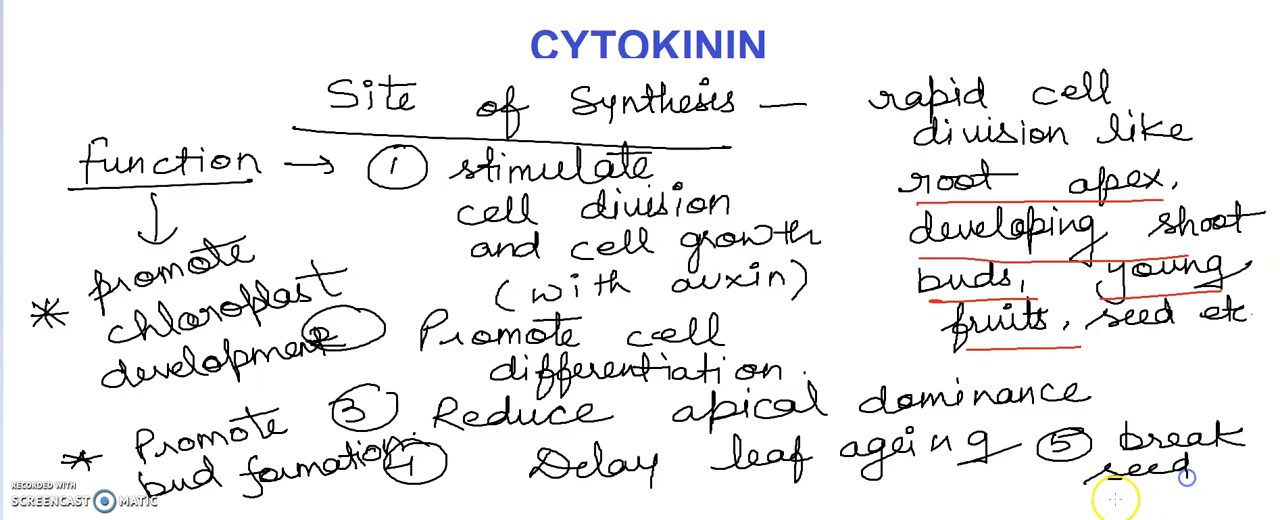 CYTOKININ
Site of Synthesis — rapid cell
division like
root apex,
developing shoot
buds, young
fruits, seed etc
function → ① stimulate
cell division
and cell growth
(with auxin)
② Promote cell
differentiation.
③ Reduce apical dominance
④ Delay leaf ageing ⑤ break
seed
* promote
chloroplast
development
* Promote
bud formation.
RECORDED WITH
SCREENCAST MATIC